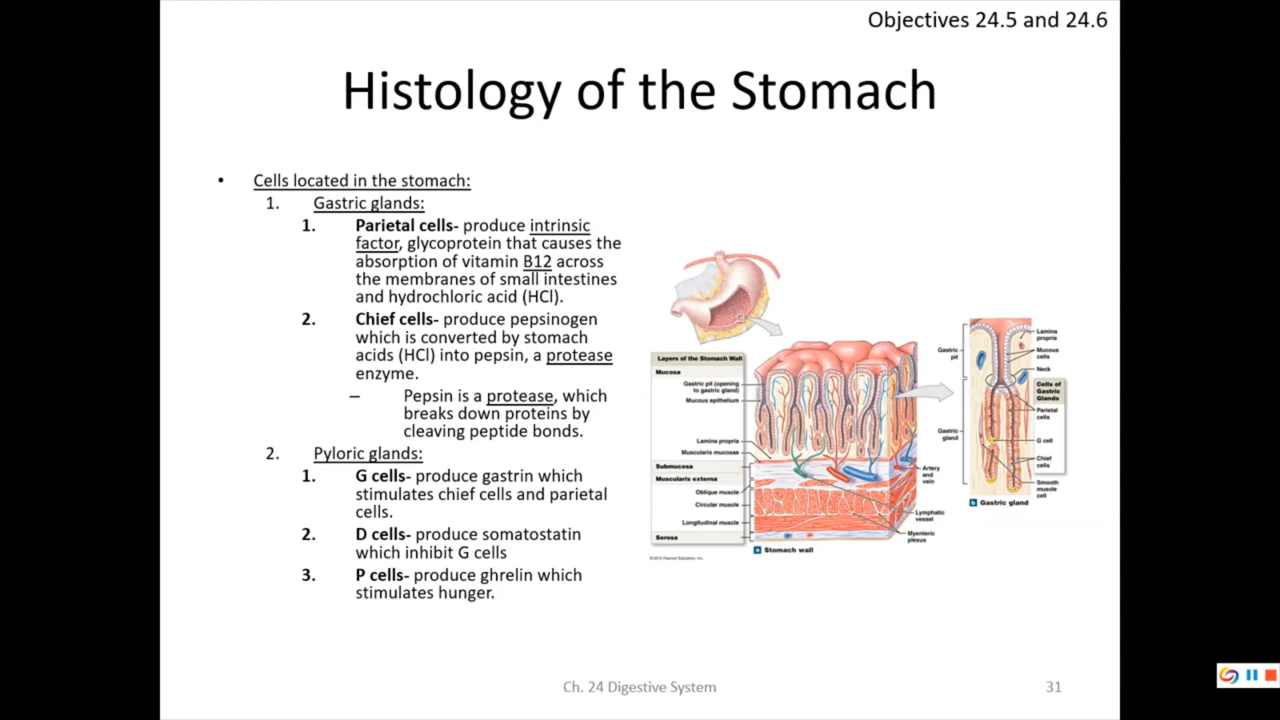 Objectives 24.5 and 24.6
Histology of the Stomach
• Cells located in the stomach:
1. Gastric glands:
1. Parietal cells- produce intrinsic
factor, glycoprotein that causes the
absorption of vitamin B12 across
the membranes of small intestines
and hydrochloric acid (HCl).
2. Chief cells- produce pepsinogen
which is converted by stomach
acids (HCl) into pepsin, a protease
enzyme.
– Pepsin is a protease, which
breaks down proteins by
cleaving peptide bonds.
2. Pyloric glands:
1. G cells- produce gastrin which
stimulates chief cells and parietal
cells.
2. D cells- produce somatostatin
which inhibit G cells
3. P cells- produce ghrelin which
stimulates hunger.
Layers of the Stomach Wall
Mucosa
Gastric pit (opening
to gastric gland)
Mucous epithelium
Lamina propria
Muscularis mucosae
Submucosa
Muscularis externa
Oblique muscle
Circular muscle
Longitudinal muscle
Serosa
Artery
and
vein
Lymphatic
vessel
Myenteric
plexus
a Stomach wall
Gastric
pit
Gastric
gland
Lamina
propria
Mucous
cells
Neck
Cells of
Gastric
Glands
Parietal
cells
G cell
Chief
cells
Smooth
muscle
cell
b Gastric gland
Pearson Education, Inc.
Ch. 24 Digestive System
31